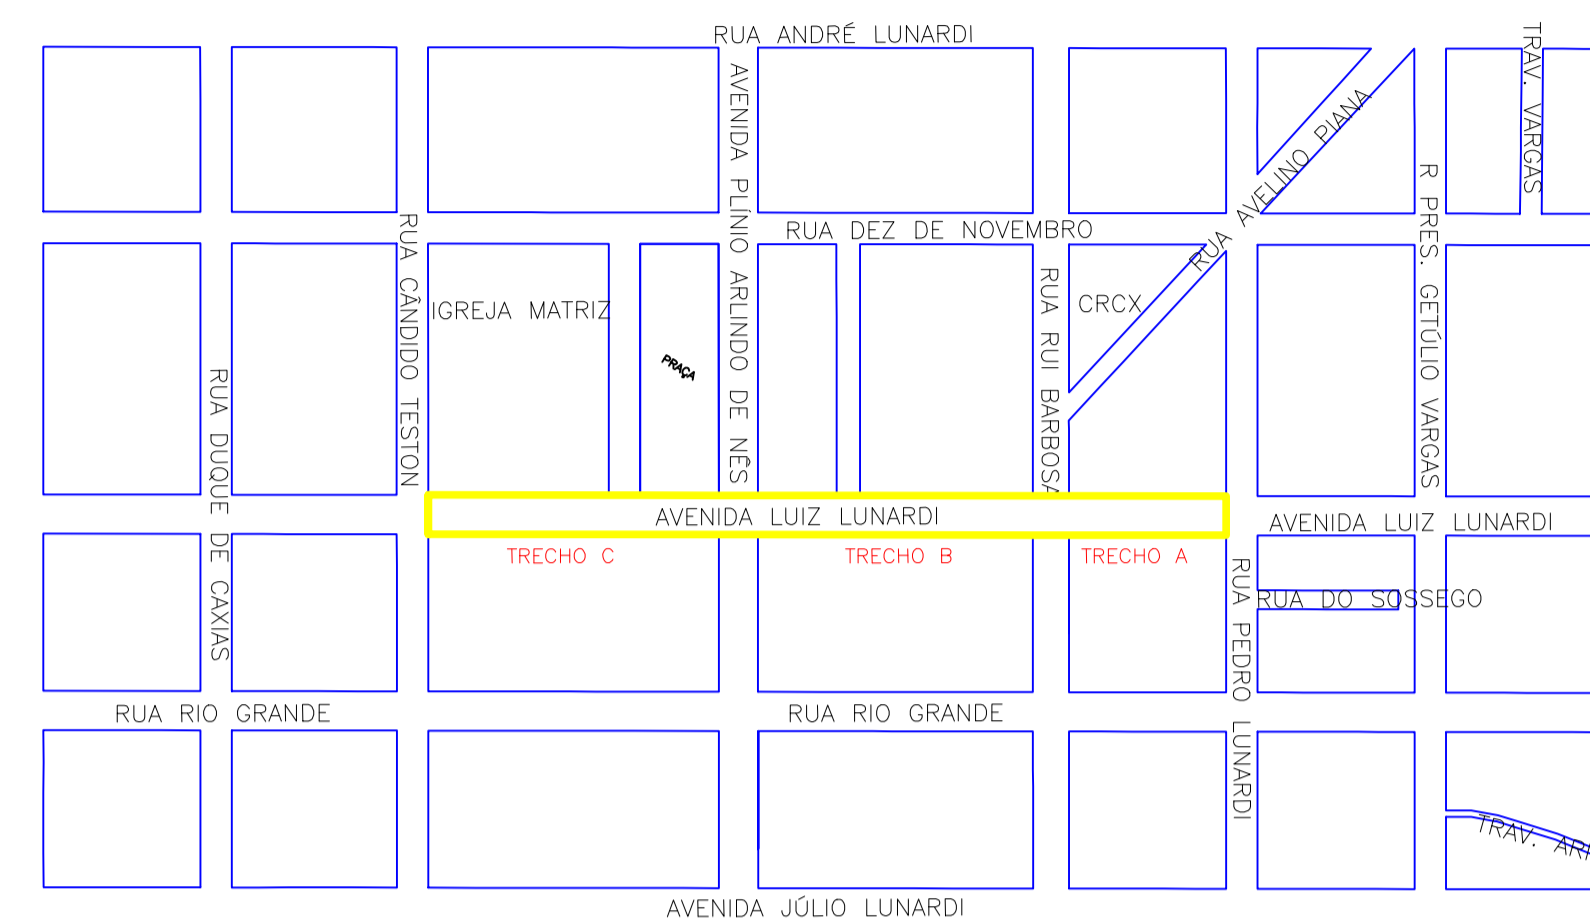 RUA ANDRÉ LUNARDI
TRAV. VARGAS
AVENIDA PLÍNIO ARLINDO DE NÊS
RUA AVELINO PIANA
R PRES. GETÚLIO VARGAS
RUA CÂNDIDO TESTON
RUA DEZ DE NOVEMBRO
RUA RUI BARBOSA
IGREJA MATRIZ
CRCX
PRAÇA
RUA DUQUE DE CAXIAS
AVENIDA LUIZ LUNARDI
AVENIDA LUIZ LUNARDI
TRECHO C
TRECHO B
TRECHO A
RUA PEDRO LUNARDI
RUA DO SOSSEGO
RUA RIO GRANDE
RUA RIO GRANDE
TRAV.
AVENIDA JÚLIO LUNARDI